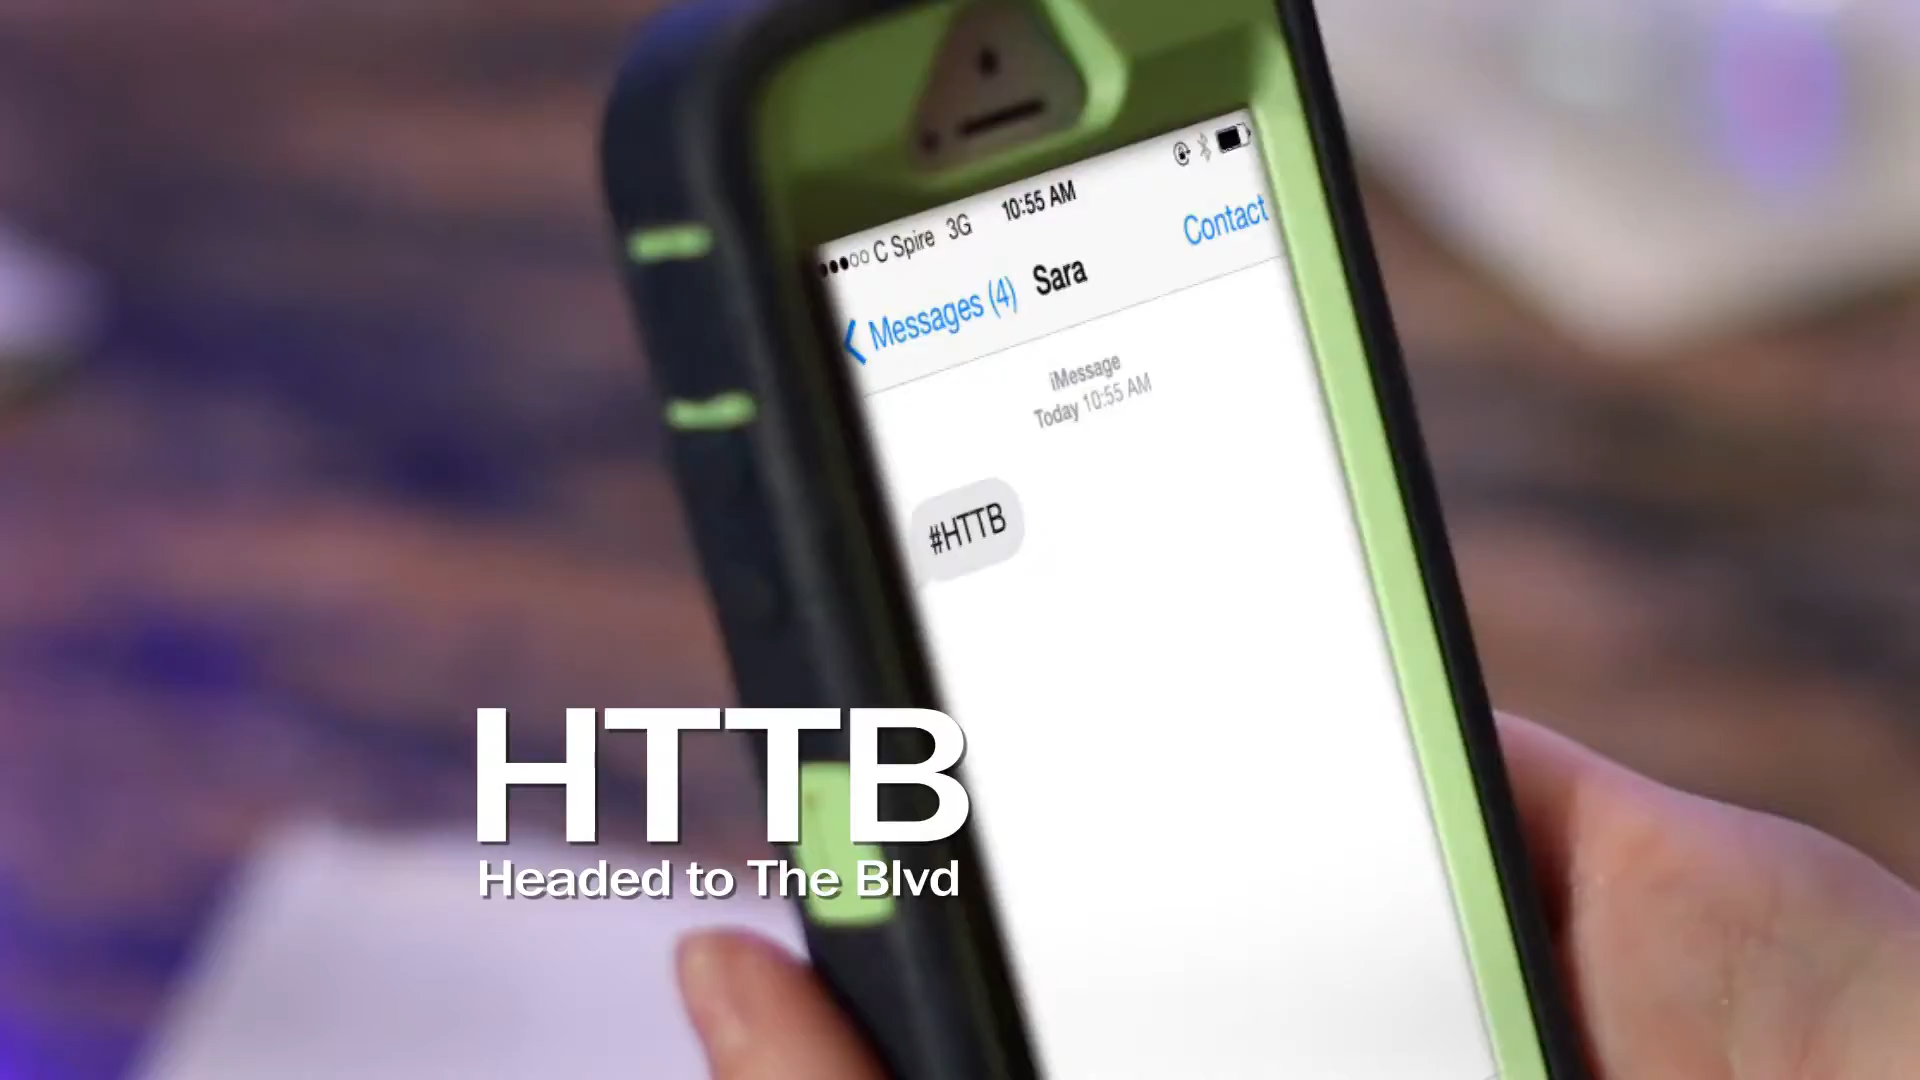 C Spire 3G 10:55 AM
Messages (4) Sara Contact
iMessage
Today 10:55 AM
#HTTB
HTTB
Headed to The Blvd